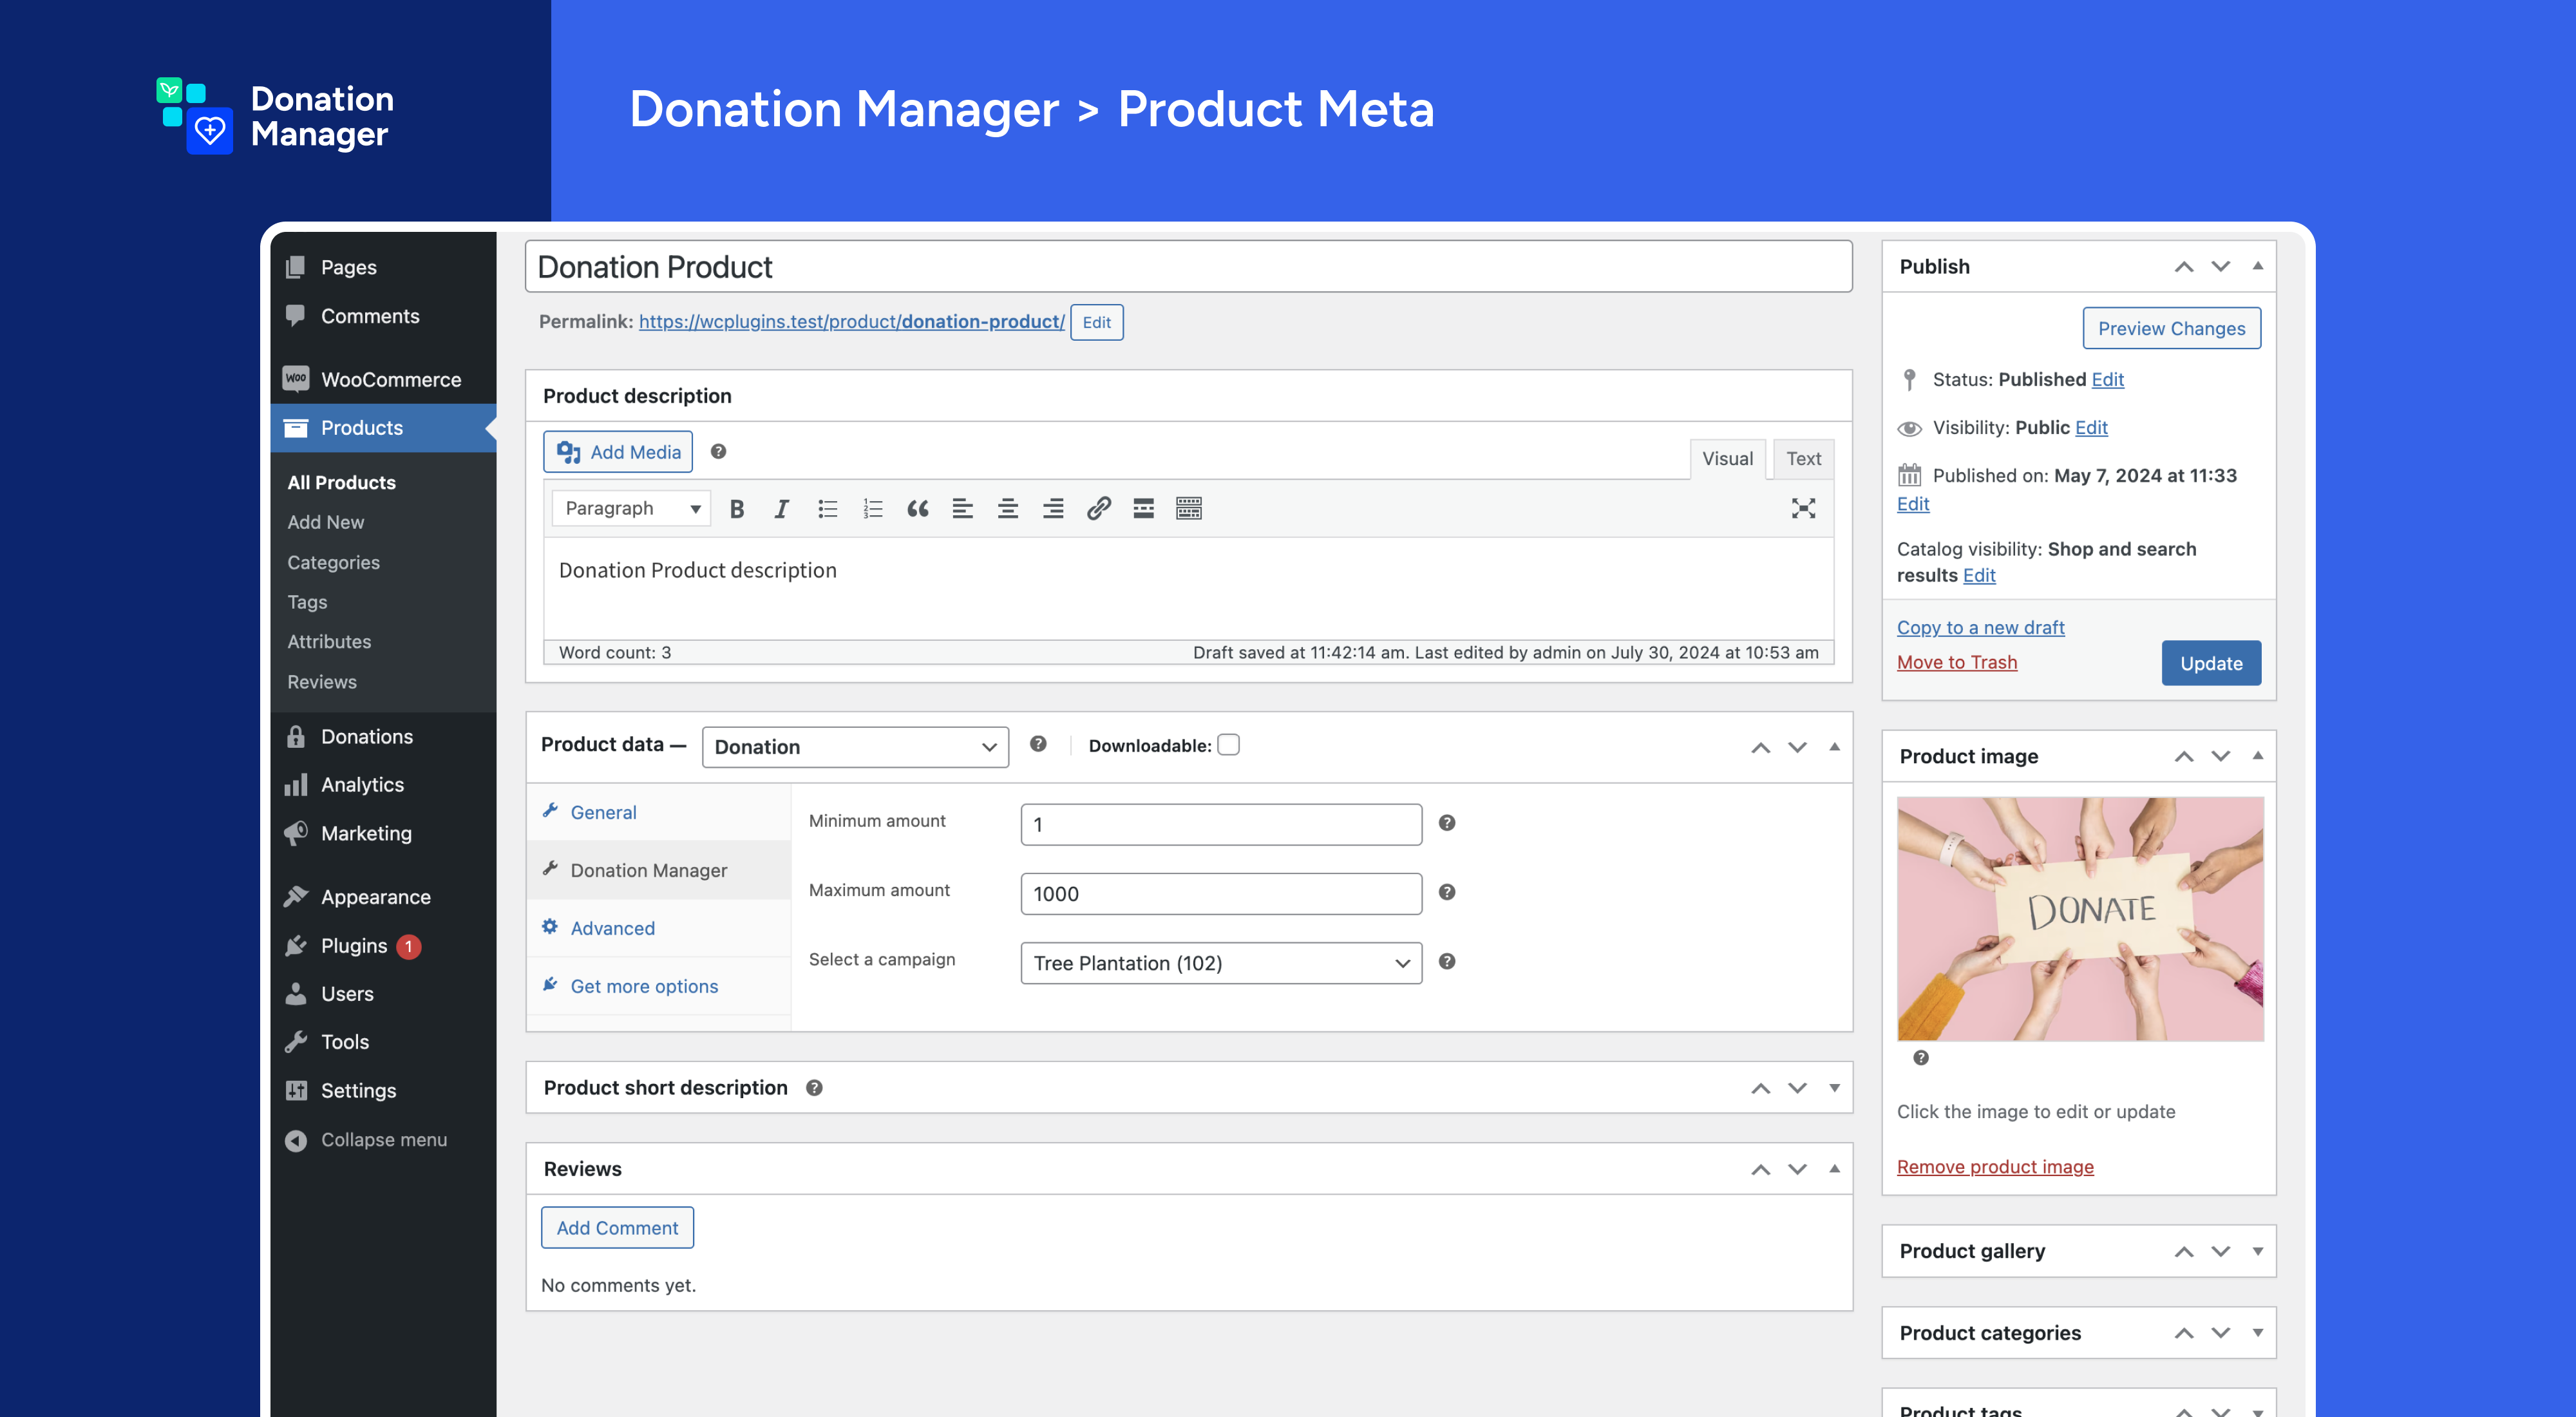 Donation
Manager
Donation Manager > Product Meta
Pages
Comments
Woo WooCommerce
Products
All Products
Add New
Categories
Tags
Attributes
Reviews
Donations
Analytics
Marketing
Appearance
Plugins 1
Users
Tools
Settings
Collapse menu
Donation Product
Permalink: https://wcplugins.test/product/donation-product/ Edit
Product description
Add Media ?
Visual Text
Paragraph B I
Donation Product description
Word count: 3
Draft saved at 11:42:14 am. Last edited by admin on July 30, 2024 at 10:53 am
Product data — Donation ? Downloadable:
General
Donation Manager
Advanced
Get more options
Minimum amount 1 ?
Maximum amount 1000 ?
Select a campaign Tree Plantation (102) ?
Product short description ?
Reviews
Add Comment
No comments yet.
Publish
Preview Changes
Status: Published Edit
Visibility: Public Edit
Published on: May 7, 2024 at 11:33
Edit
Catalog visibility: Shop and search
results Edit
Copy to a new draft
Move to Trash
Update
Product image
DONATE
?
Click the image to edit or update
Remove product image
Product gallery
Product categories
Product tags